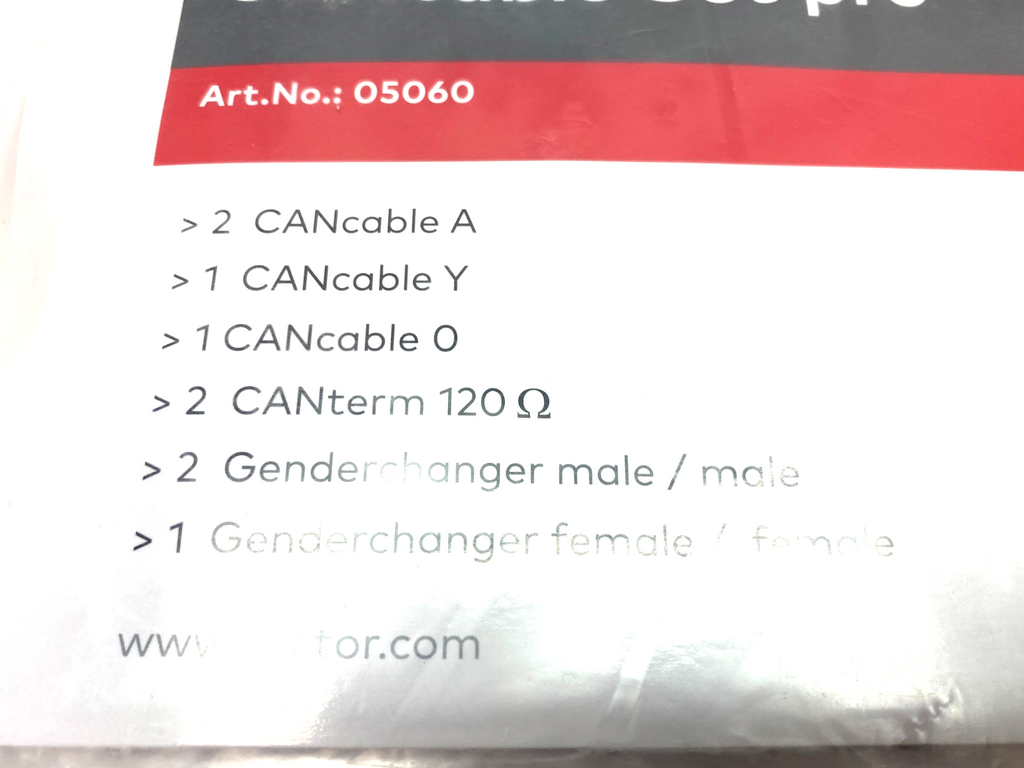 Art.No.: 05060
> 2 CANcable A
> 1 CANcable Y
> 1 CANcable 0
> 2 CANterm 120 Ω
> 2 Genderchanger male / male
> 1 Genderchanger female / female